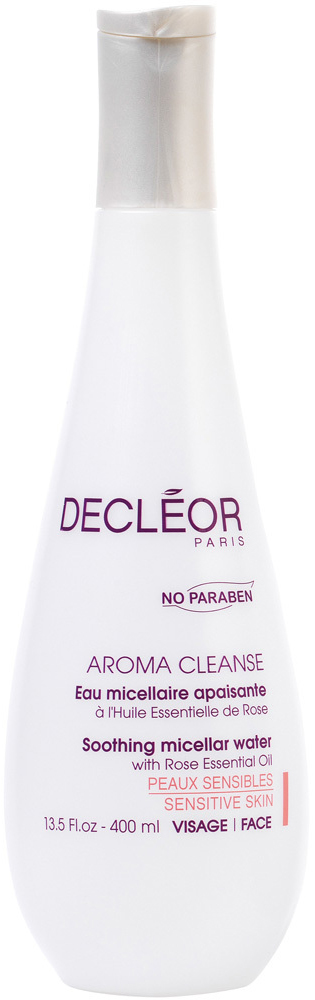 DECLÉOR
PARIS
NO PARABEN
AROMA CLEANSE
Eau micellaire apaisante
à l'Huile Essentielle de Rose
Soothing micellar water
with Rose Essential Oil
PEAUX SENSIBLES
SENSITIVE SKIN
13.5 Fl.oz - 400 ml VISAGE | FACE